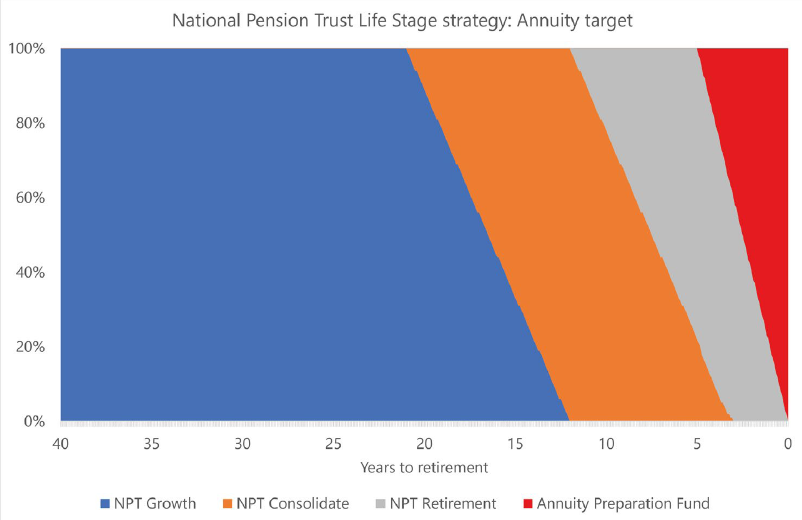 National Pension Trust Life Stage strategy: Annuity target
100%
80%
60%
40%
20%
0%
40 35 30 25 20 15 10 5 0
Years to retirement
NPT Growth NPT Consolidate NPT Retirement Annuity Preparation Fund